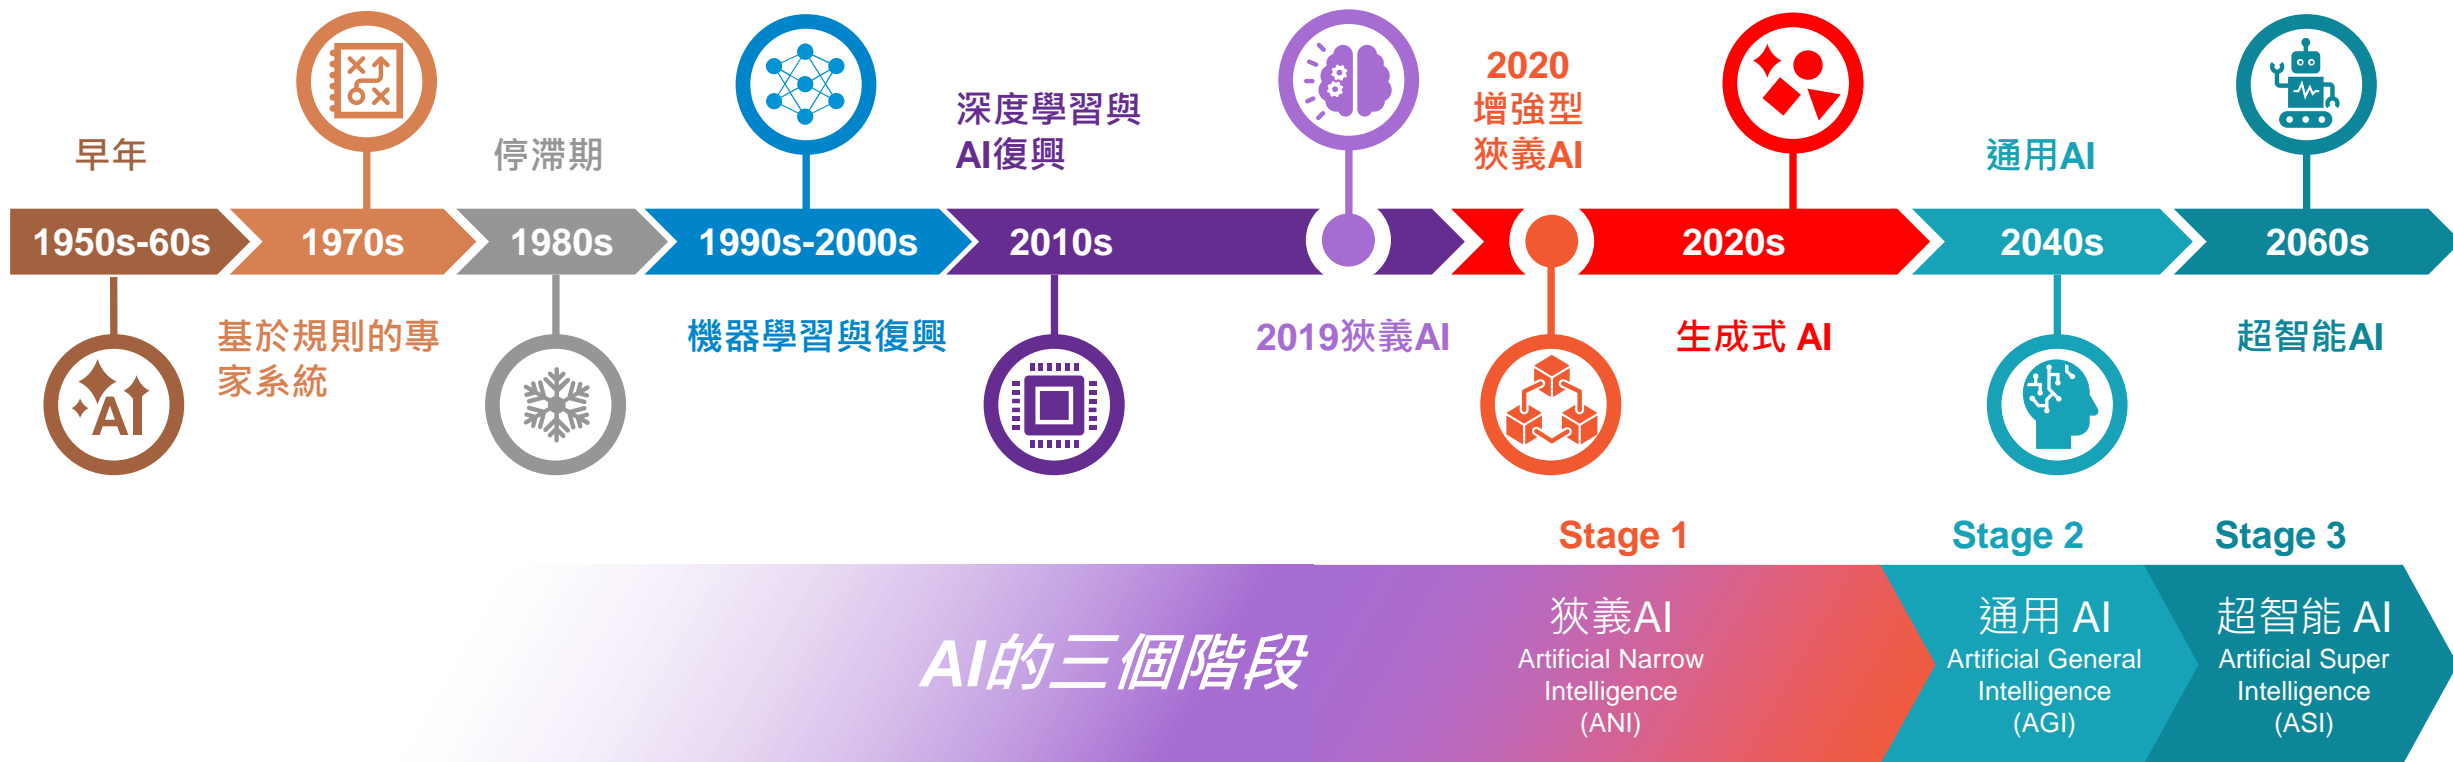 早年
1950s-60s
AI
1970s
基於規則的專
家系統
停滯期
1980s
1990s-2000s
機器學習與復興
深度學習與
AI復興
2010s
2019狹義AI
2020
增強型
狹義AI
2020s
生成式 AI
通用AI
2040s
2060s
超智能AI
AI的三個階段
Stage 1
狹義AI
Artificial Narrow
Intelligence
(ANI)
Stage 2
通用 AI
Artificial General
Intelligence
(AGI)
Stage 3
超智能 AI
Artificial Super
Intelligence
(ASI)